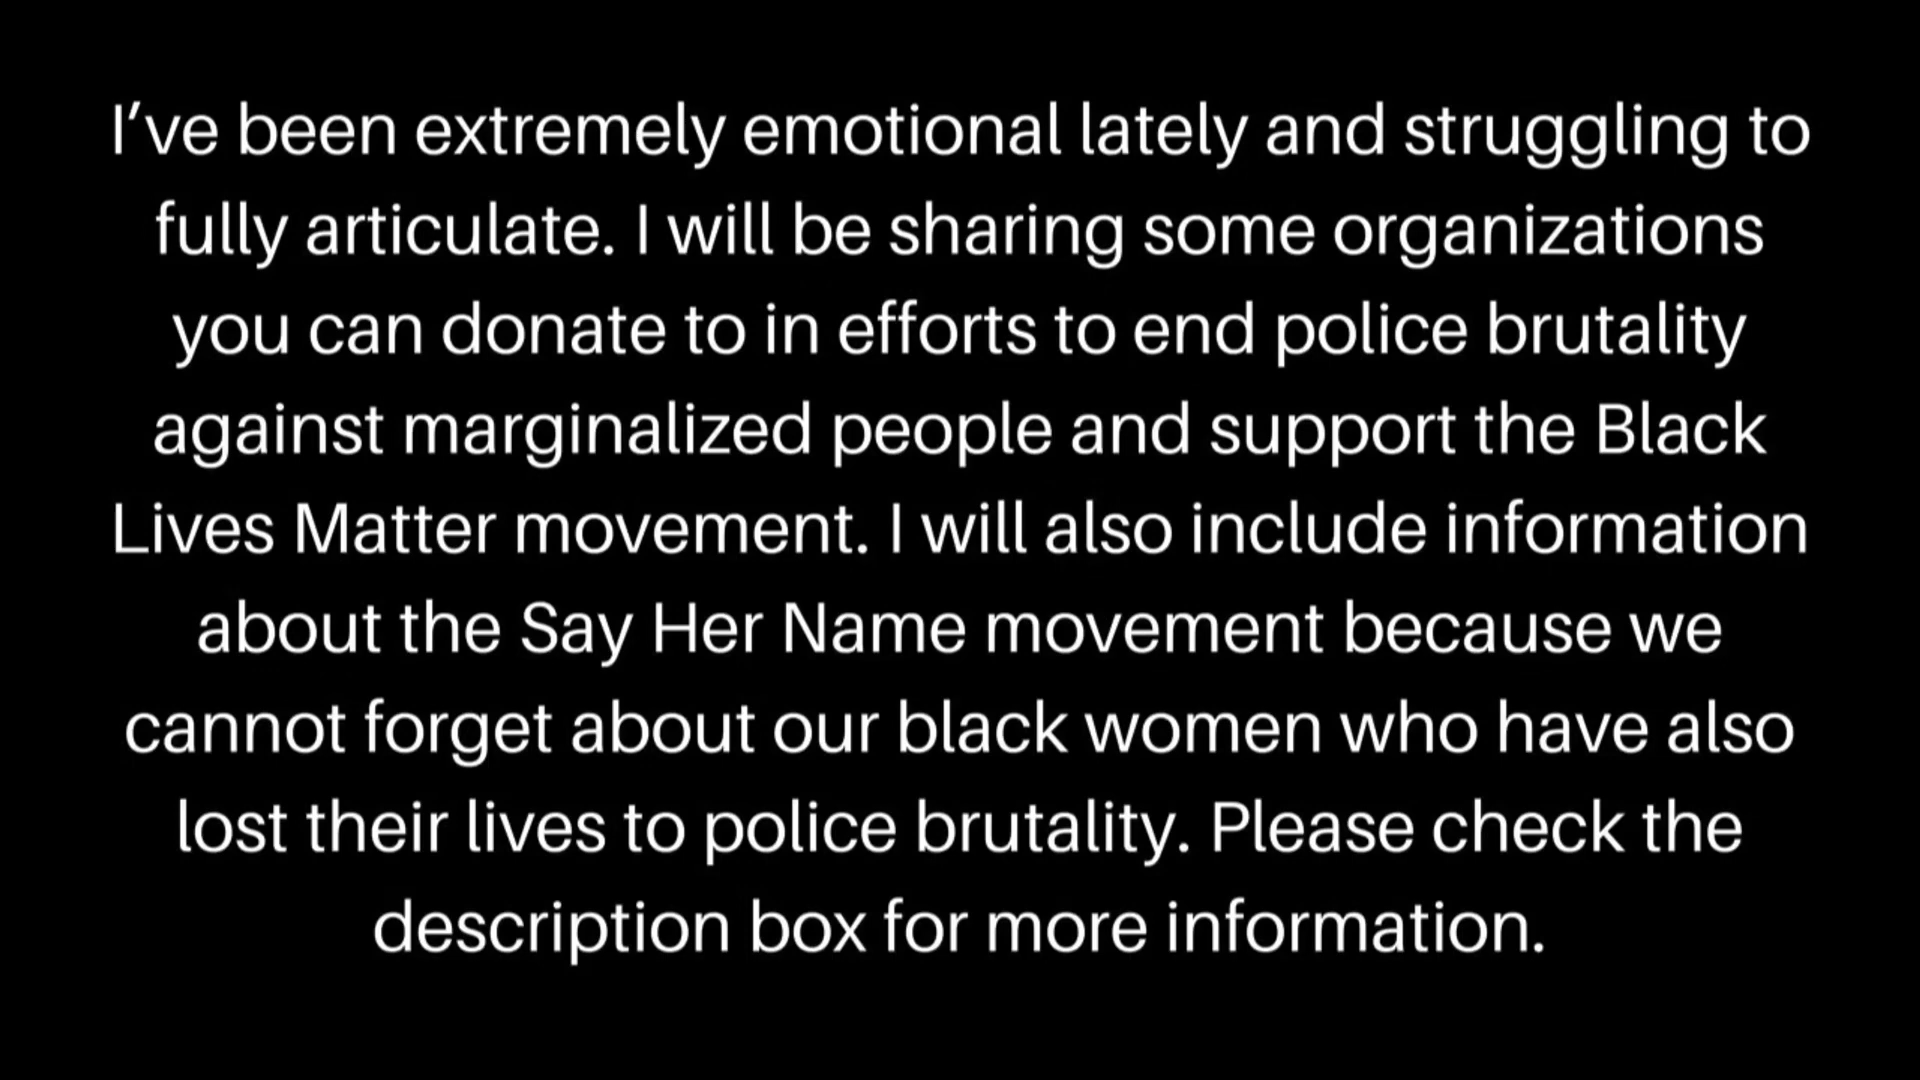 I’ve been extremely emotional lately and struggling to
fully articulate. I will be sharing some organizations
you can donate to in efforts to end police brutality
against marginalized people and support the Black
Lives Matter movement. I will also include information
about the Say Her Name movement because we
cannot forget about our black women who have also
lost their lives to police brutality. Please check the
description box for more information.